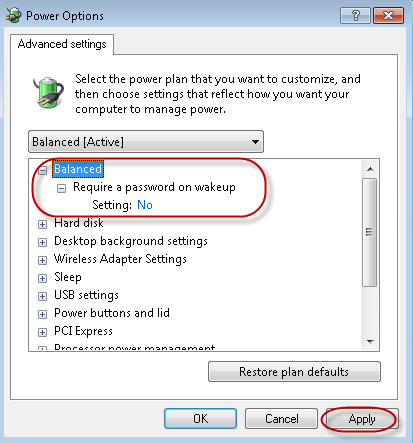 Power Options
Advanced settings
Select the power plan that you want to customize, and
then choose settings that reflect how you want your
computer to manage power.
Balanced [Active]
Balanced
Require a password on wakeup
Setting: No
Hard disk
Desktop background settings
Wireless Adapter Settings
Sleep
USB settings
Power buttons and lid
PCI Express
Processor power management
Restore plan defaults
OK
Cancel
Apply